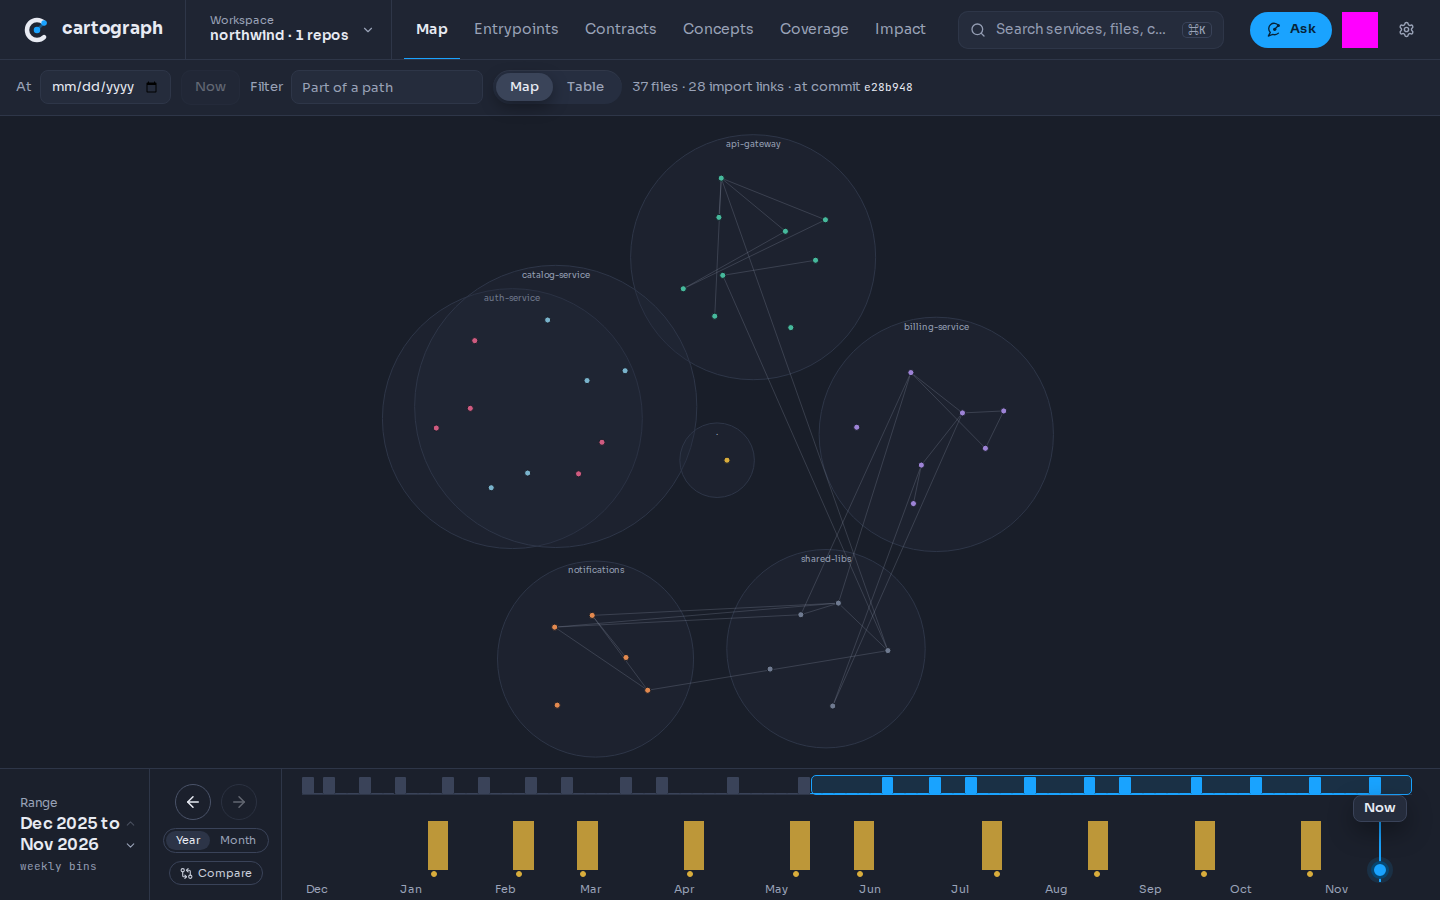 cartograph
Workspace
northwind · 1 repos
Map
Entrypoints
Contracts
Concepts
Coverage
Impact
Search services, files, c...
⌘K
Ask
At
mm/dd/yyyy
Now
Filter
Part of a path
Map
Table
37 files · 28 import links · at commit e28b948
api-gateway
catalog-service
auth-service
billing-service
shared-libs
notifications
Range
Dec 2025 to
Nov 2026
weekly bins
Year
Month
Compare
Now
Dec
Jan
Feb
Mar
Apr
May
Jun
Jul
Aug
Sep
Oct
Nov